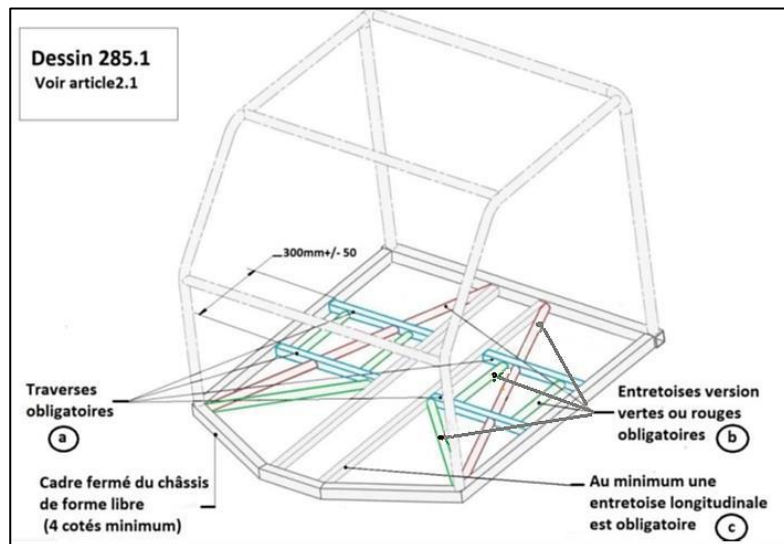 Dessin 285.1
Voir article2.1
300mm+/- 50
Traverses
obligatoires
a
Cadre fermé du châssis
de forme libre
(4 cotés minimum)
Entretoises version
vertes ou rouges
obligatoires
b
Au minimum une
entretoise longitudinale
est obligatoire
c